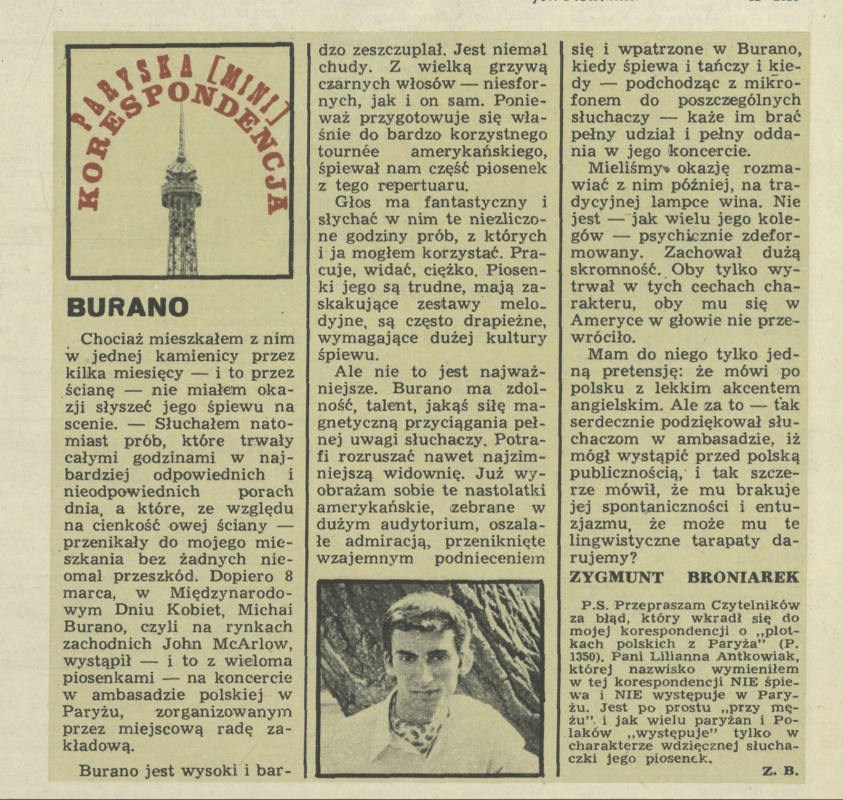 PARYSKA [MINI]
KORESPONDENCJA
BURANO
Chociaż mieszkałem z nim
w jednej kamienicy przez
kilka miesięcy — i to przez
ścianę — nie miałem oka-
zji słyszeć jego śpiewu na
scenie. — Słuchałem nato-
miast prób, które trwały
całymi godzinami w naj-
bardziej odpowiednich i
nieodpowiednich porach
dnia, a które, ze względu
na cienkość owej ściany —
przenikały do mojego mie-
szkania bez żadnych nie-
omal przeszkód. Dopiero 8
marca, w Międzynarodo-
wym Dniu Kobiet, Michai
Burano, czyli na rynkach
zachodnich John McArlow,
wystąpił — i to z wieloma
piosenkami — na koncercie
w ambasadzie polskiej w
Paryżu, zorganizowanym
przez miejscową radę za-
kładową.
Burano jest wysoki i bar-
dzo zeszczuplał. Jest niemal
chudy. Z wielką grzywą
czarnych włosów — niesfor-
nych, jak i on sam. Ponie-
waż przygotowuje się wła-
śnie do bardzo korzystnego
tournée amerykańskiego,
śpiewał nam część piosenek
z tego repertuaru.
Głos ma fantastyczny i
słychać w nim te niezliczo-
ne godziny prób, z których
i ja mogłem korzystać. Pra-
cuje, widać, ciężko. Piosen-
ki jego są trudne, mają za-
skakujące zestawy melo-
dyjne, są często drapieżne,
wymagające dużej kultury
śpiewu.
Ale nie to jest najważ-
niejsze. Burano ma zdol-
ność, talent, jakąś siłę ma-
gnetyczną przyciągania peł-
nej uwagi słuchaczy. Potra-
fi rozruszać nawet najzim-
niejszą widownię. Już wy-
obrażam sobie te nastolatki
amerykańskie, zebrane w
dużym audytorium, oszala-
łe admiracją, przeniknięte
wzajemnym podnieceniem
się i wpatrzone w Burano,
kiedy śpiewa i tańczy i kie-
dy — podchodząc z mikro-
fonem do poszczególnych
słuchaczy — każe im brać
pełny udział i pełny odda-
nia w jego koncercie.
Mieliśmy okazję rozma-
wiać z nim później, na tra-
dycyjnej lampce wina. Nie
jest — jak wielu jego kole-
gów — psychicznie zdefor-
mowany. Zachował dużą
skromność. Oby tylko wy-
trwał w tych cechach cha-
rakteru, oby mu się w
Ameryce w głowie nie prze-
wróciło.
Mam do niego tylko jed-
ną pretensję: że mówi po
polsku z lekkim akcentem
angielskim. Ale za to — tak
serdecznie podziękował słu-
chaczom w ambasadzie, iż
mógł wystąpić przed polską
publicznością, i tak szcze-
rze mówił, że mu brakuje
jej spontaniczności i entu-
zjazmu, że może mu te
lingwistyczne tarapaty da-
rujemy?
ZYGMUNT BRONIAREK
P.S. Przepraszam Czytelników
za błąd, który wkradł się do
mojej korespondencji o „plot-
kach polskich z Paryża” (P.
1350). Pani Lilianna Antkowiak,
której nazwisko wymieniłem
w tej korespondencji NIE śpie-
wa i NIE występuje w Pary-
żu. Jest po prostu „przy mę-
żu” i jak wielu paryżan i Po-
laków „występuje” tylko w
charakterze wdzięcznej słucha-
czki jego piosenek.
Z. B.